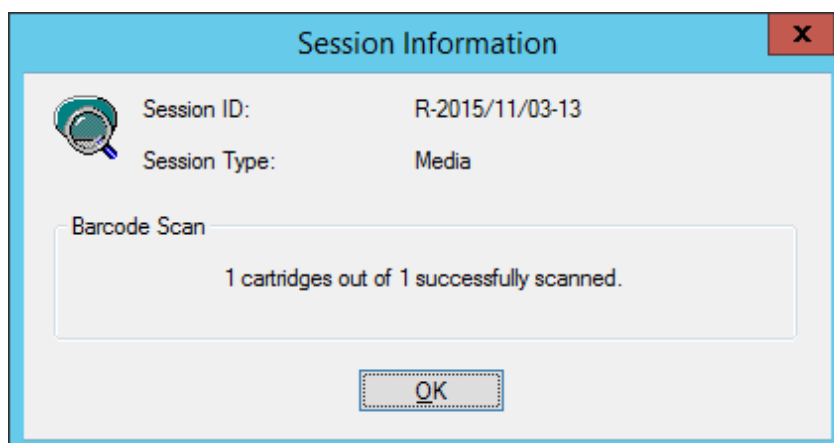 Session Information
x
Session ID: R-2015/11/03-13
Session Type: Media
Barcode Scan
1 cartridges out of 1 successfully scanned.
OK